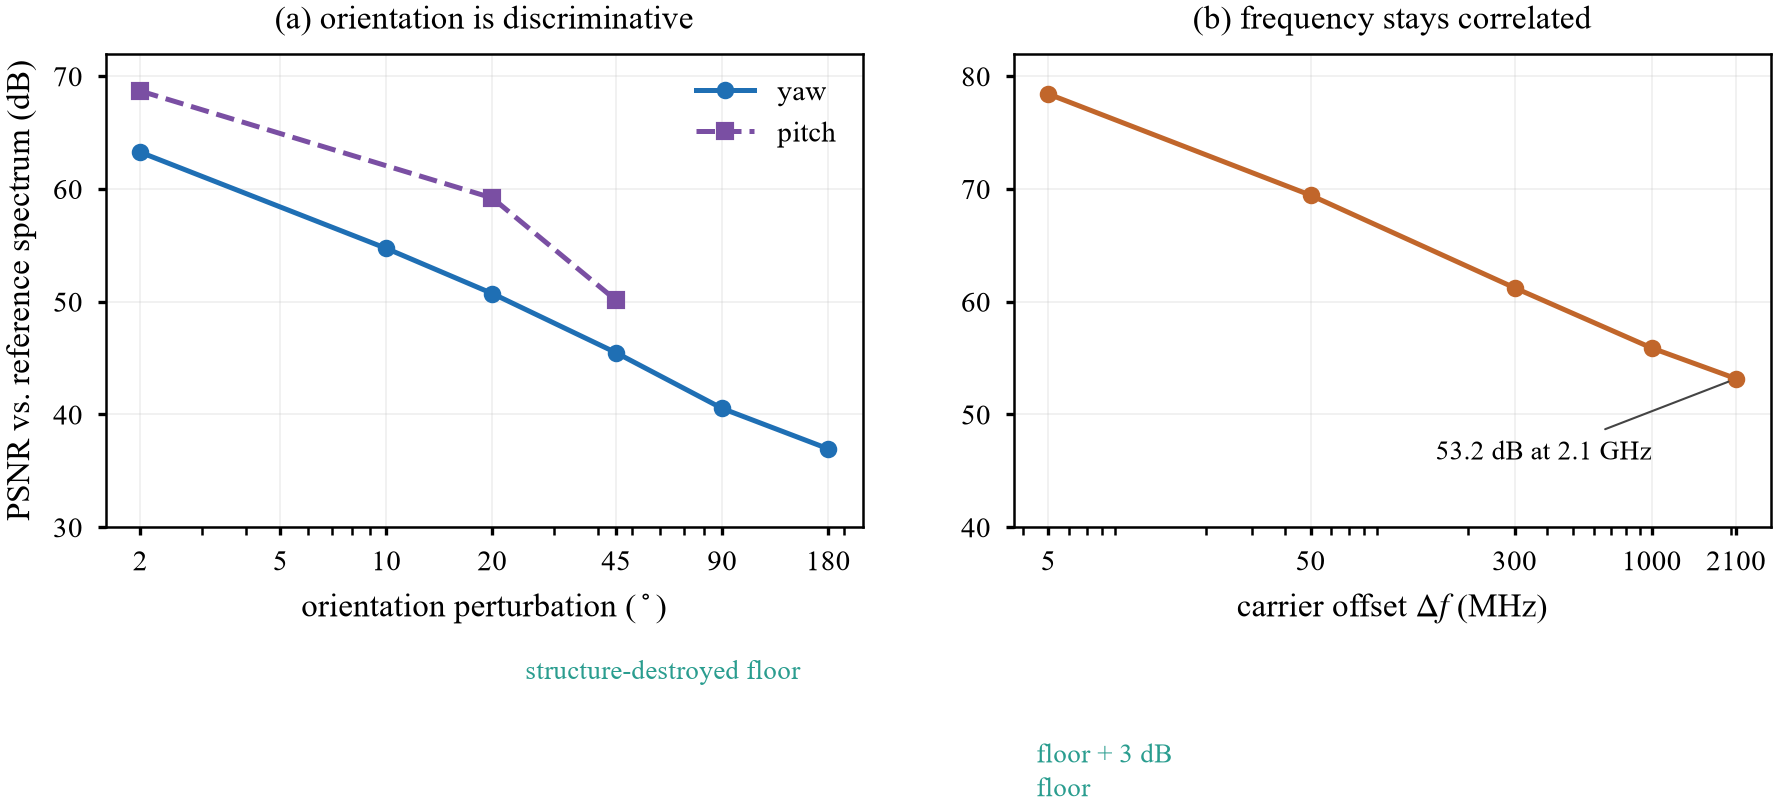 (a) orientation is discriminative
PSNR vs. reference spectrum (dB)
70
60
50
40
30
yaw
pitch
2 5 10 20 45 90 180
orientation perturbation (°)
structure-destroyed floor
(b) frequency stays correlated
80
70
60
50
40
53.2 dB at 2.1 GHz
5 50 300 1000 2100
carrier offset Δf (MHz)
floor + 3 dB
floor